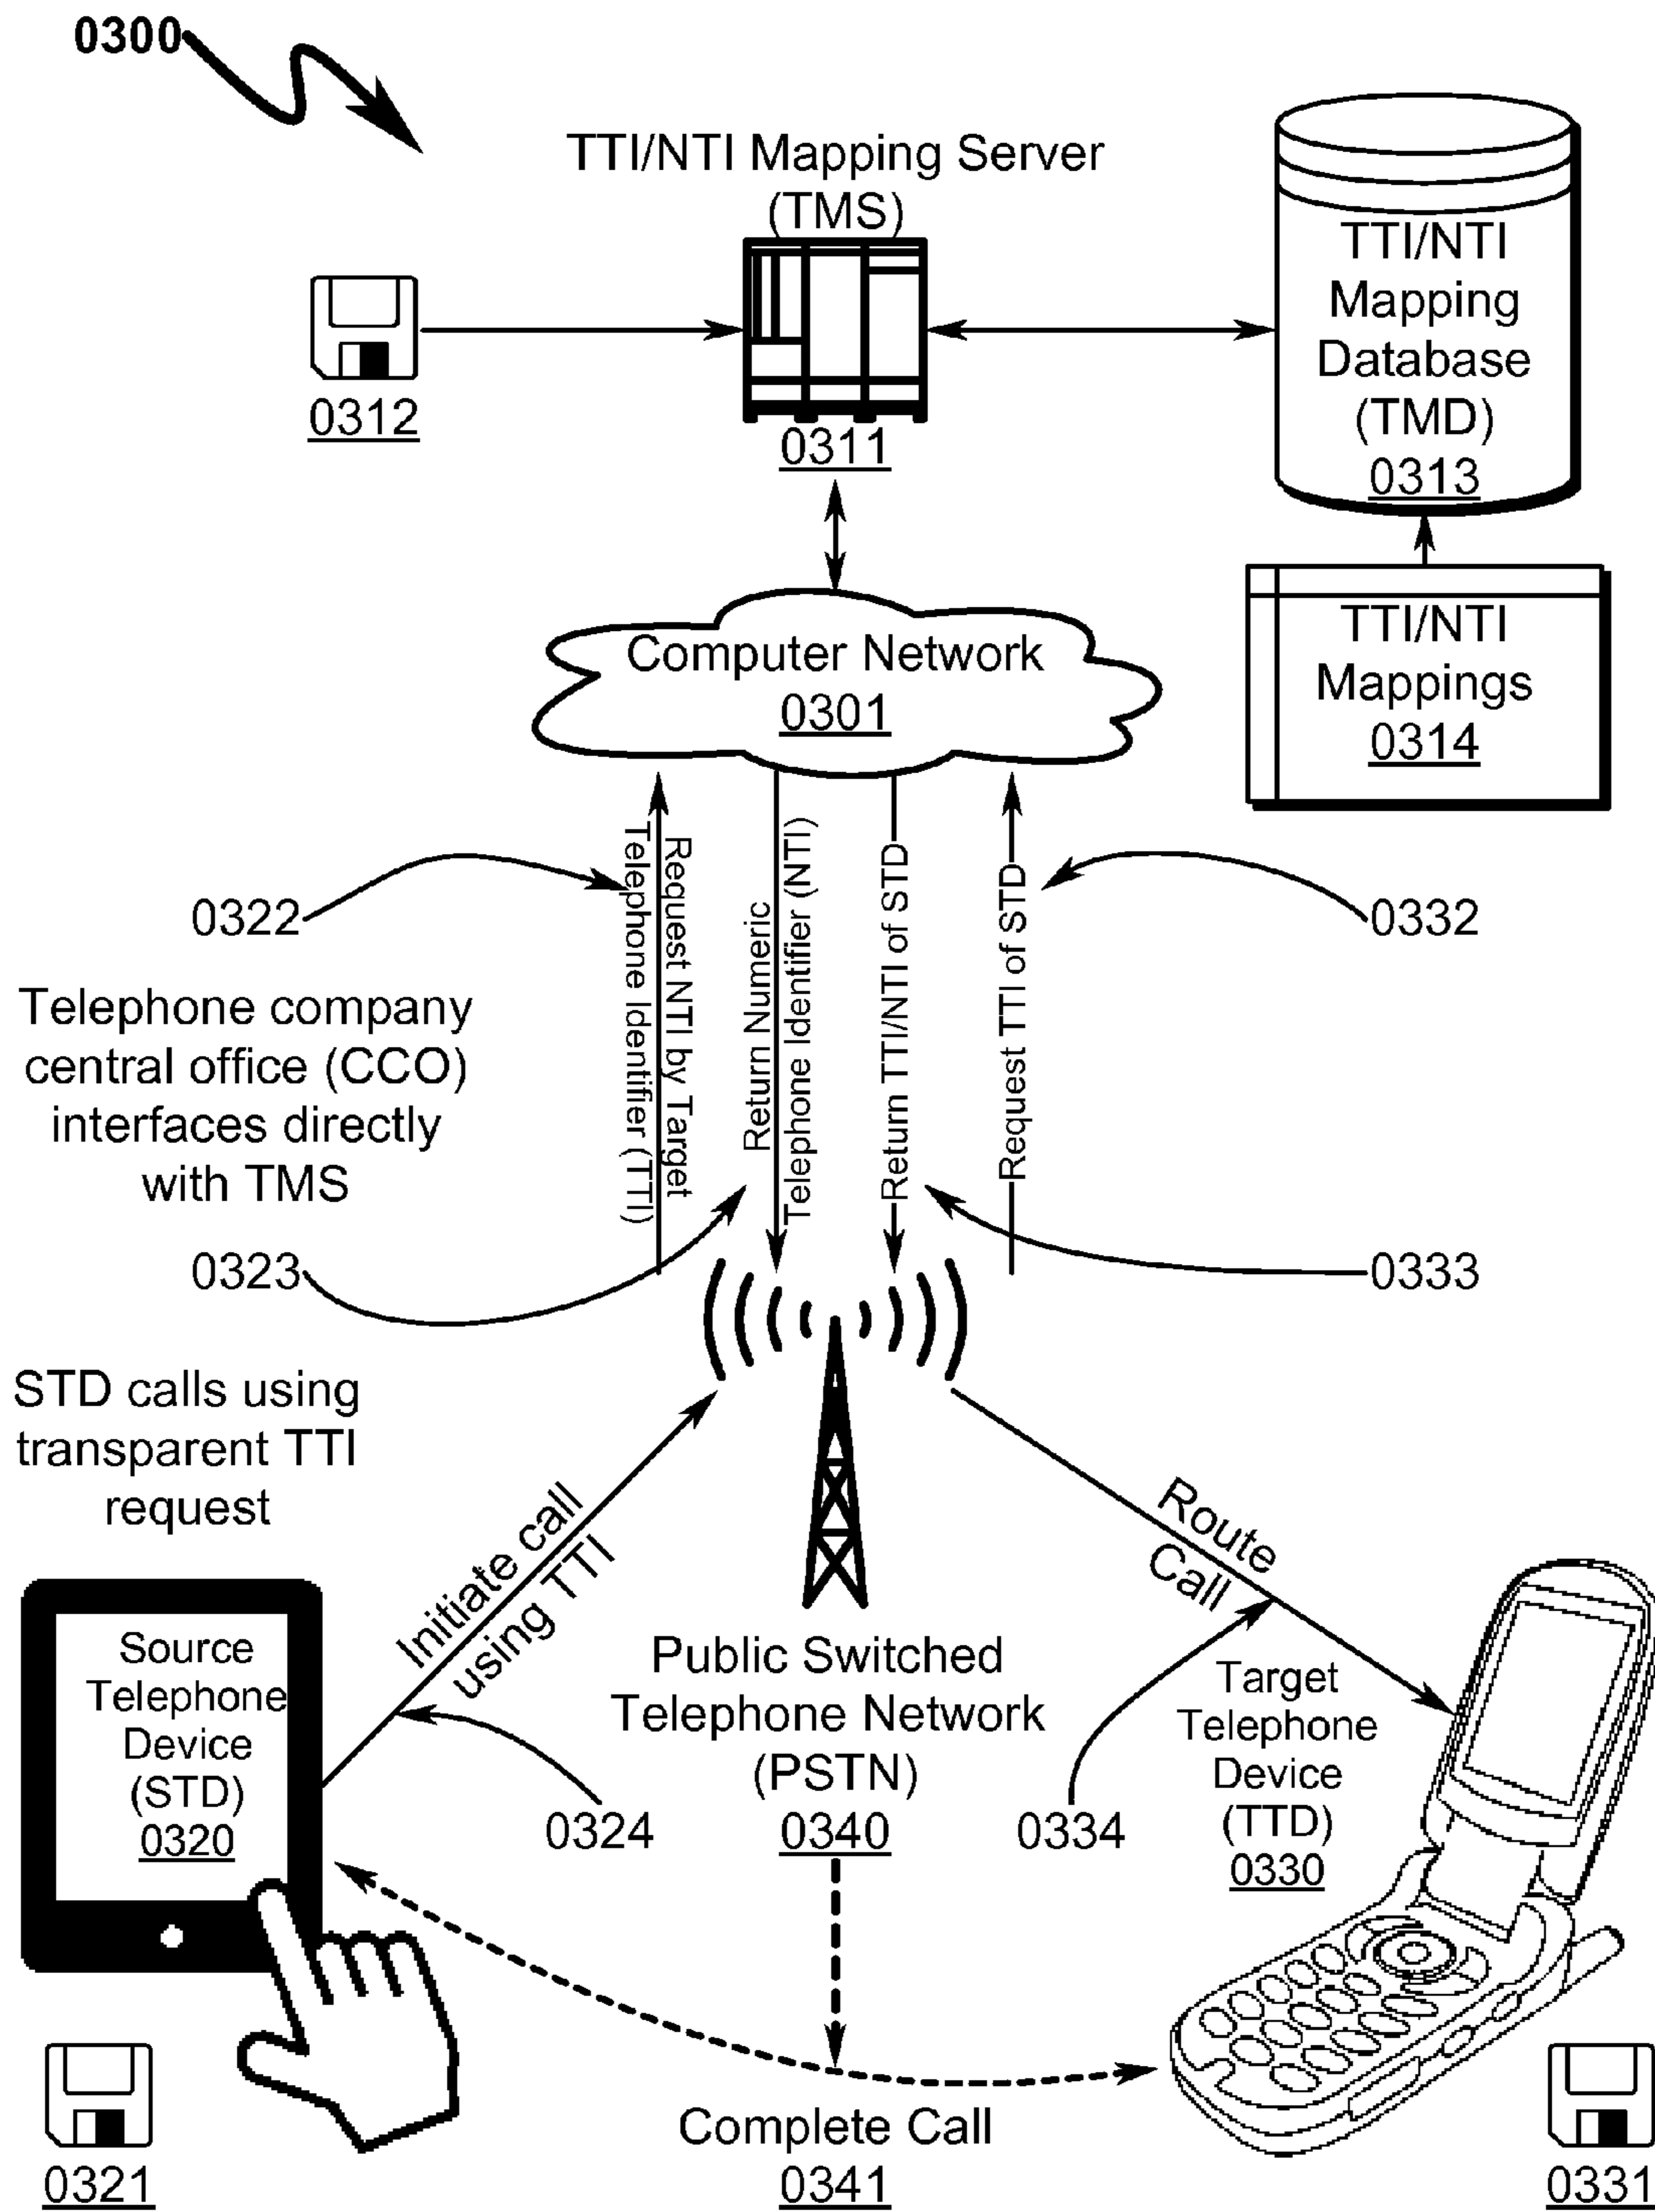 0300
TTI/NTI Mapping Server
(TMS)
0311
0312
TTI/NTI
Mapping
Database
(TMD)
0313
TTI/NTI
Mappings
0314
Computer Network
0301
Request NTI by Target
Telephone Identifier (TTI)
Return Numeric
Telephone Identifier (NTI)
Return TTI/NTI of STD
Request TTI of STD
0322
0332
Telephone company
central office (CCO)
interfaces directly
with TMS
0323
0333
STD calls using
transparent TTI
request
Initiate call
using TTI
Route
Call
Source
Telephone
Device
(STD)
0320
0324
Public Switched
Telephone Network
(PSTN)
0340
0334
Target
Telephone
Device
(TTD)
0330
Complete Call
0341
0321
0331